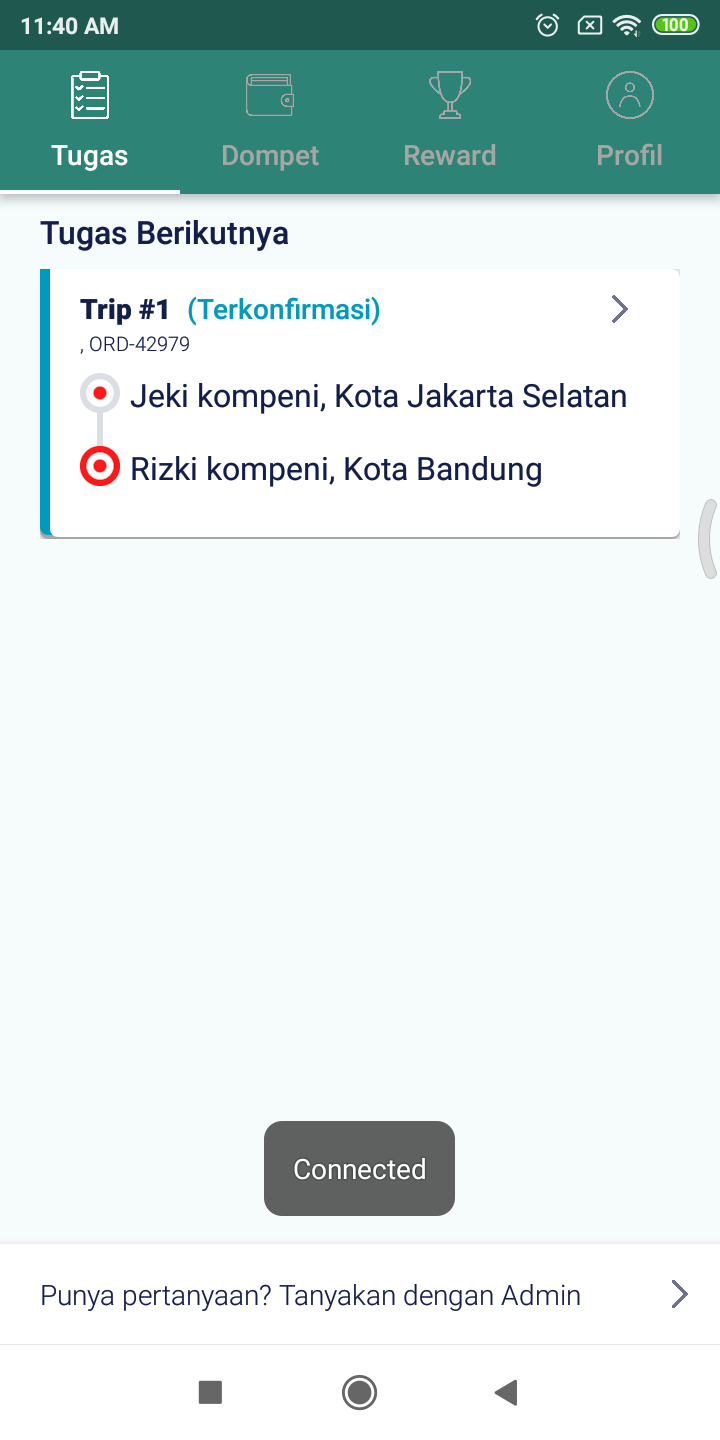 11:40 AM
100
Tugas
Dompet
Reward
Profil
Tugas Berikutnya
Trip #1 (Terkonfirmasi)
, ORD-42979
Jeki kompeni, Kota Jakarta Selatan
Rizki kompeni, Kota Bandung
Connected
Punya pertanyaan? Tanyakan dengan Admin